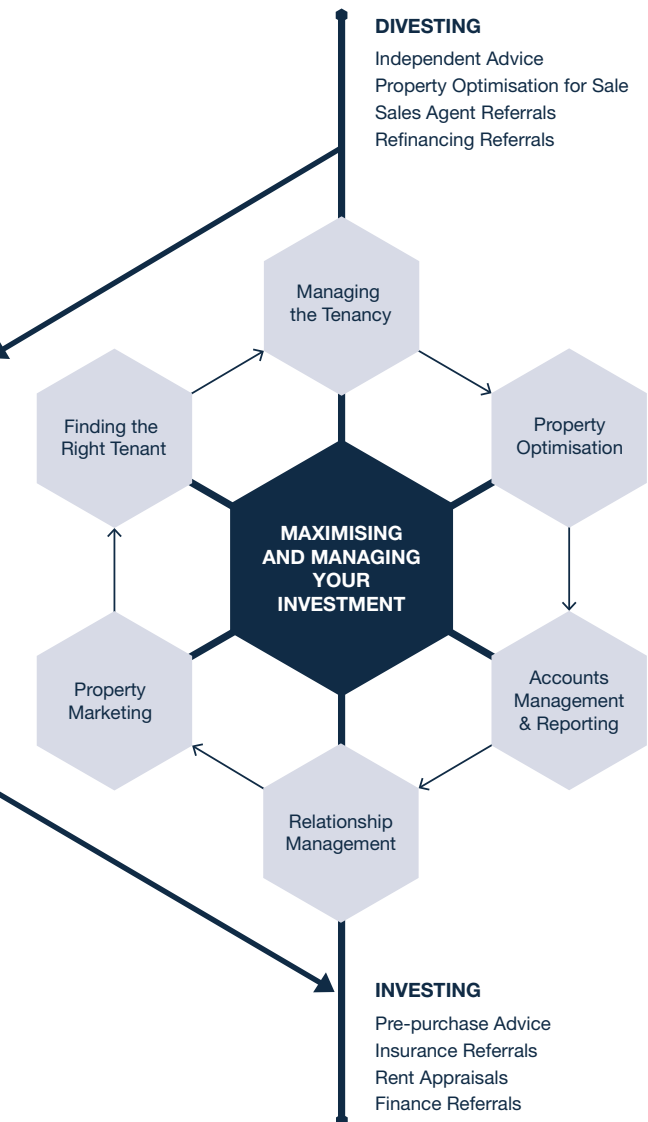 DIVESTING
Independent Advice
Property Optimisation for Sale
Sales Agent Referrals
Refinancing Referrals
Managing
the Tenancy
Finding the
Right Tenant
Property
Optimisation
MAXIMISING
AND MANAGING
YOUR
INVESTMENT
Property
Marketing
Accounts
Management
& Reporting
Relationship
Management
INVESTING
Pre-purchase Advice
Insurance Referrals
Rent Appraisals
Finance Referrals